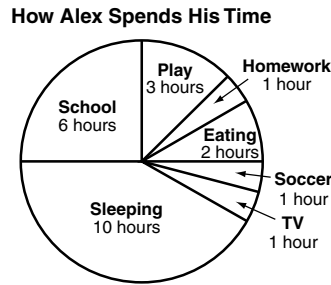 How Alex Spends His Time
Play
3 hours
Homework
1 hour
School
6 hours
Eating
2 hours
Soccer
1 hour
Sleeping
10 hours
TV
1 hour